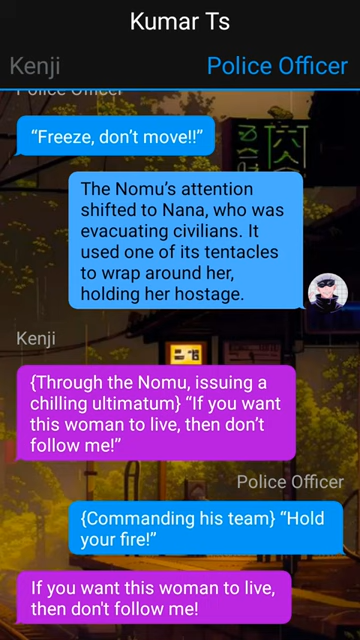 Kumar Ts
Kenji
Police Officer
Police Officer
“Freeze, don’t move!!”
The Nomu’s attention
shifted to Nana, who was
evacuating civilians. It
used one of its tentacles
to wrap around her,
holding her hostage.
Kenji
{Through the Nomu, issuing a
chilling ultimatum} “If you want
this woman to live, then don’t
follow me!”
Police Officer
{Commanding his team} “Hold
your fire!”
If you want this woman to live,
then don't follow me!